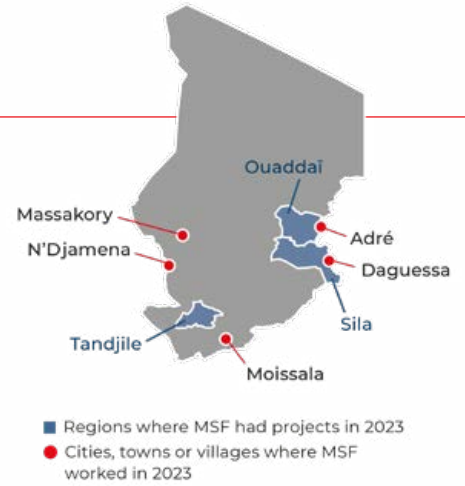 Ouaddaï
Massakory
Adré
N'Djamena
Daguessa
Sila
Tandjile
Moissala
Regions where MSF had projects in 2023
Cities, towns or villages where MSF
worked in 2023